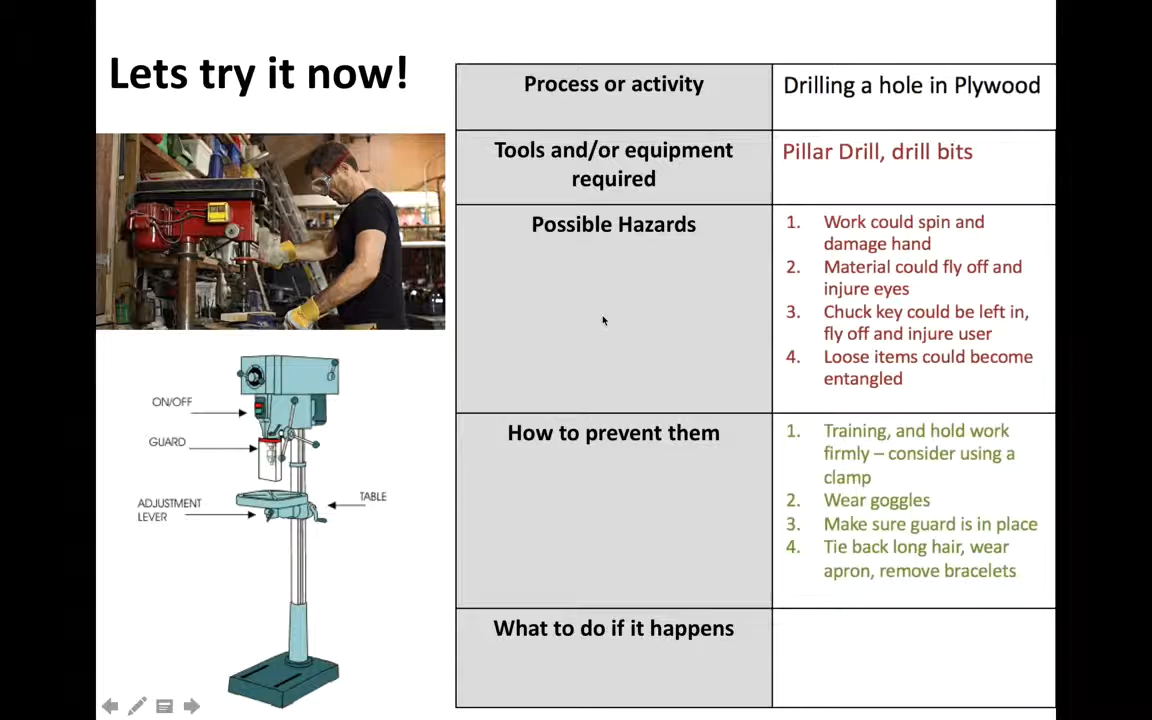 Lets try it now!
Process or activity
Drilling a hole in Plywood
Tools and/or equipment
required
Pillar Drill, drill bits
Possible Hazards
1. Work could spin and
damage hand
2. Material could fly off and
injure eyes
3. Chuck key could be left in,
fly off and injure user
4. Loose items could become
entangled
How to prevent them
1. Training, and hold work
firmly – consider using a
clamp
2. Wear goggles
3. Make sure guard is in place
4. Tie back long hair, wear
apron, remove bracelets
What to do if it happens
ON/OFF
GUARD
ADJUSTMENT
LEVER
TABLE